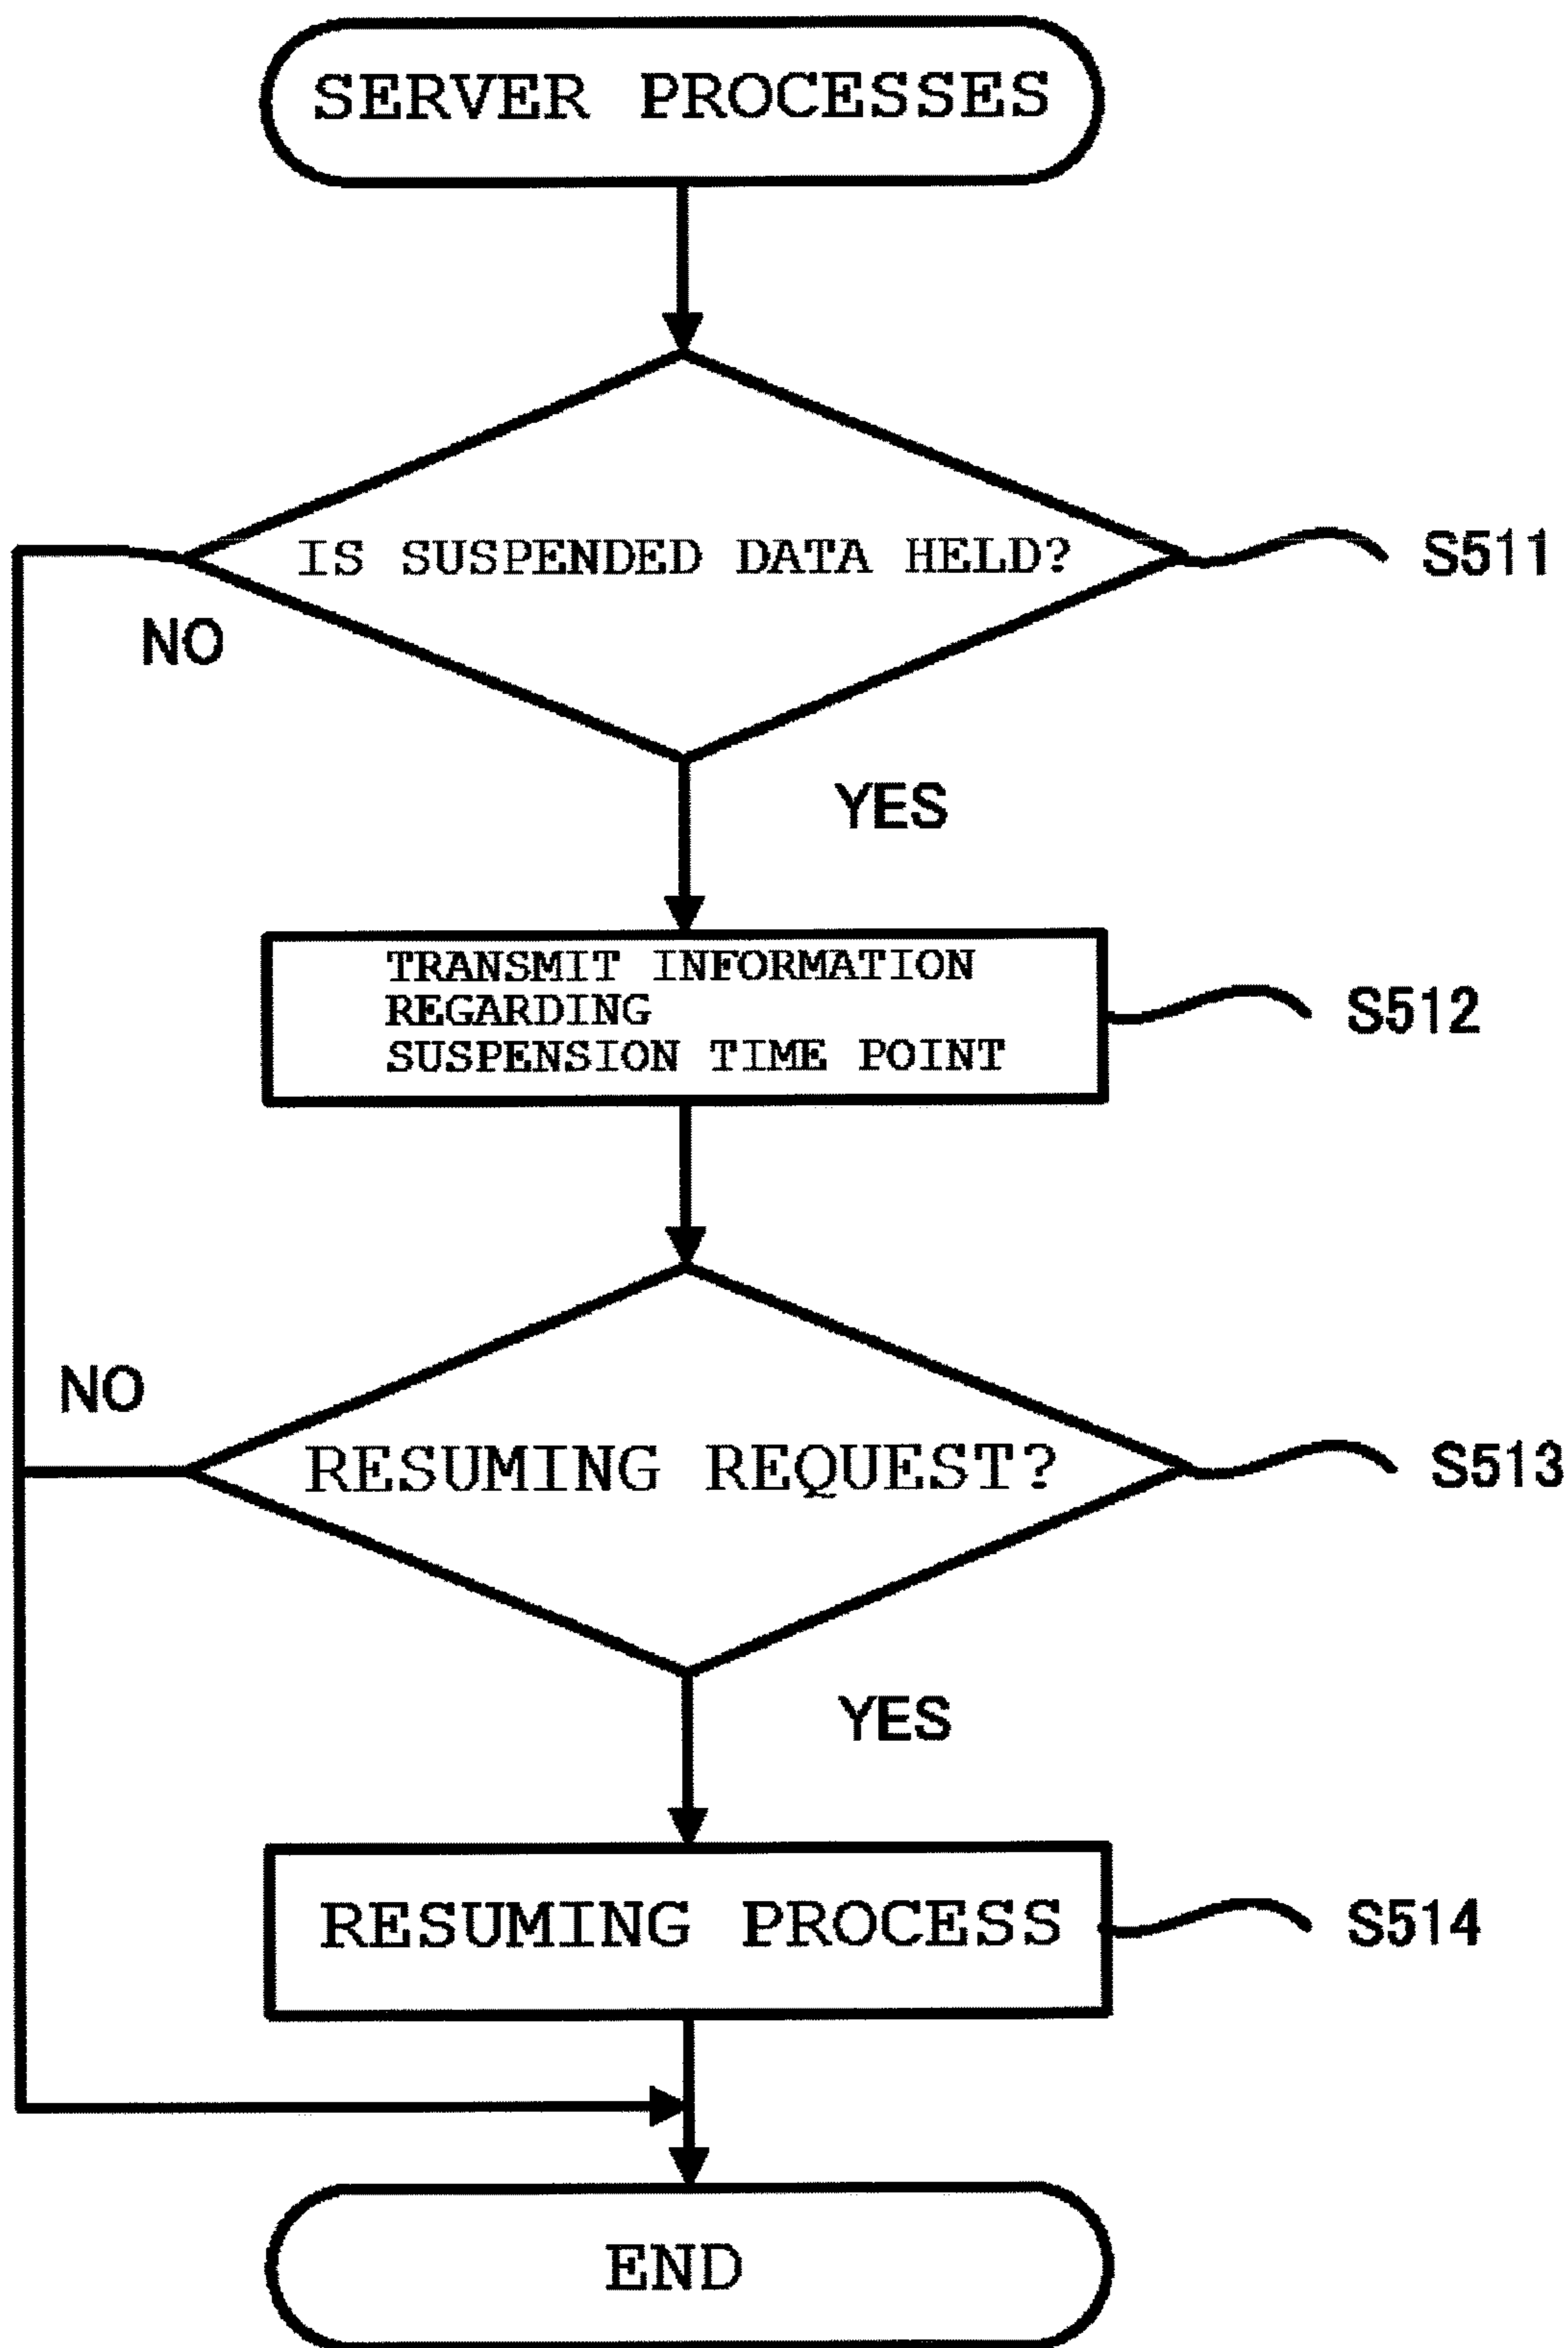 SERVER PROCESSES
IS SUSPENDED DATA HELD?
S511
NO
YES
TRANSMIT INFORMATION
REGARDING
SUSPENSION TIME POINT
S512
NO
RESUMING REQUEST?
S513
YES
RESUMING PROCESS
S514
END